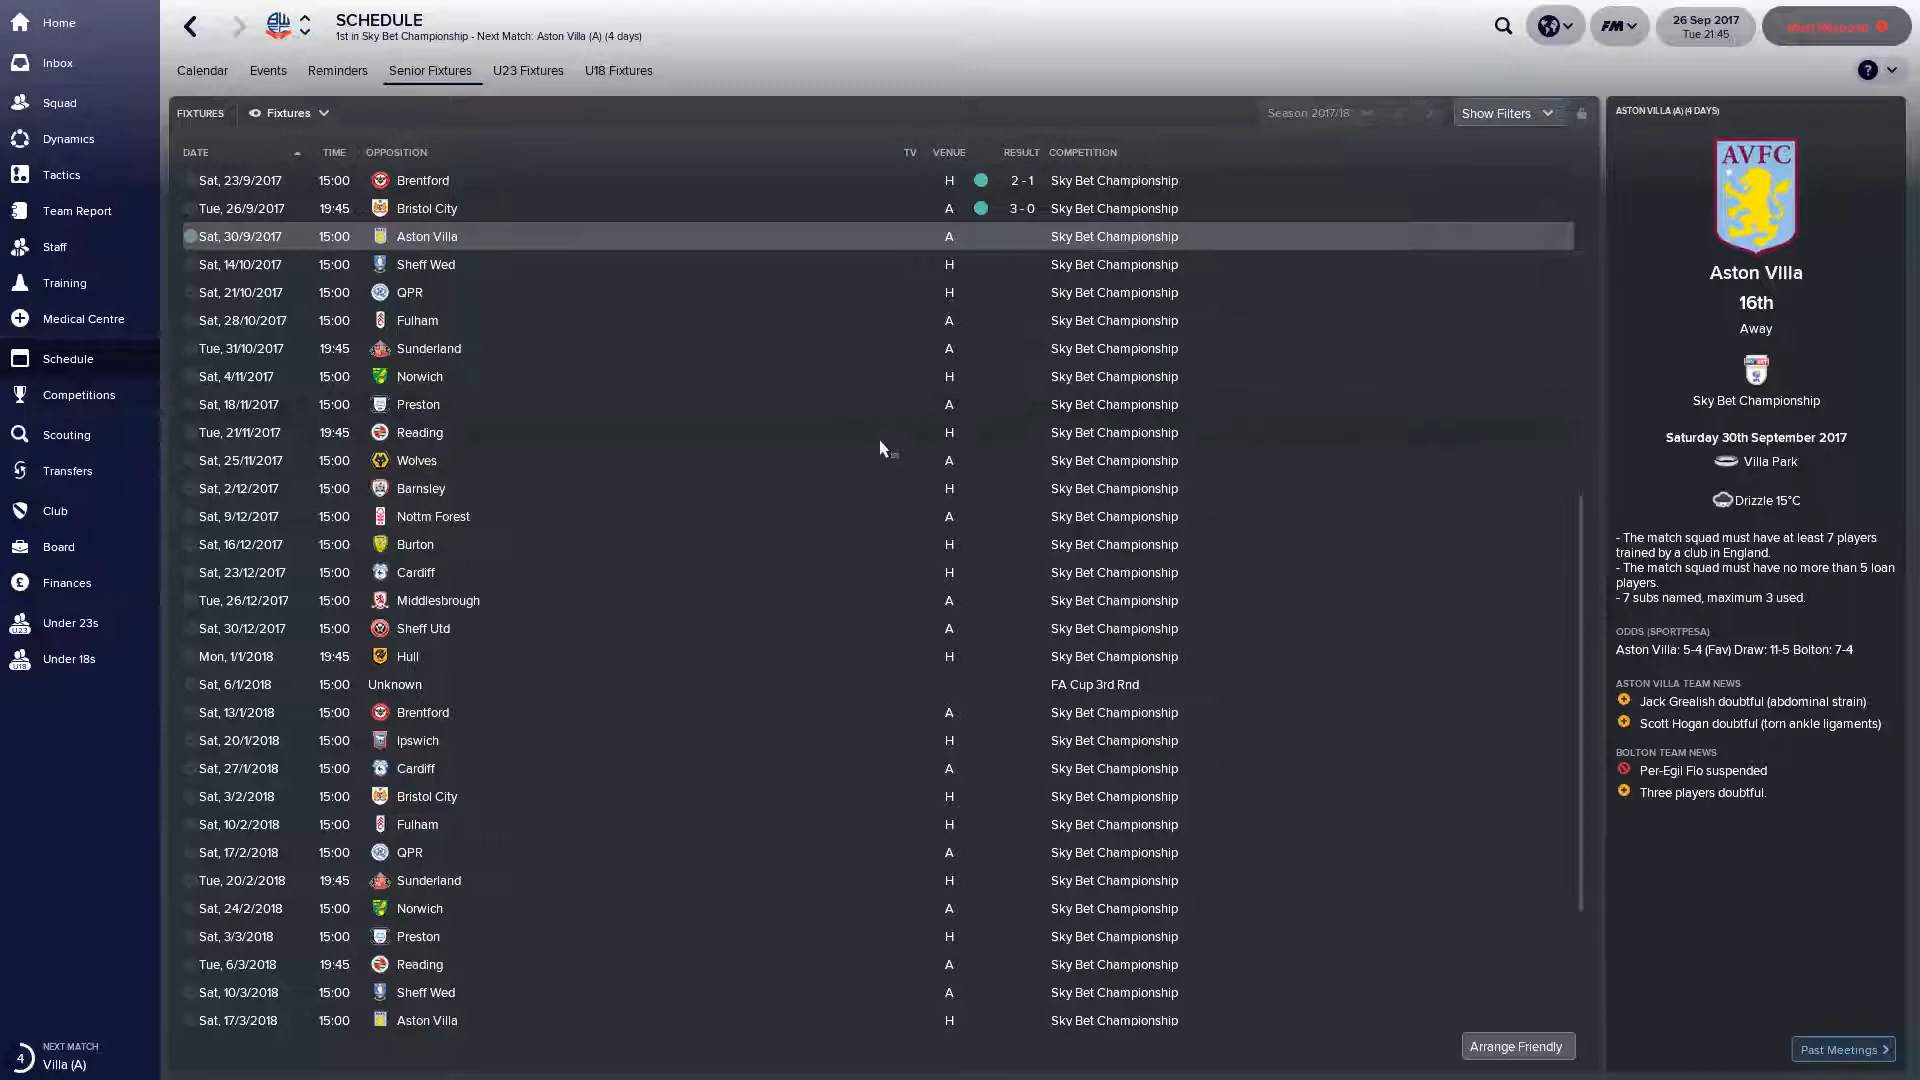 Home
Inbox
Squad
Dynamics
Tactics
Team Report
Staff
Training
Medical Centre
Schedule
Competitions
Scouting
Transfers
Club
Board
Finances
U23 Under 23s
U18 Under 18s
4 NEXT MATCH
Villa (A)
SCHEDULE
1st in Sky Bet Championship - Next Match: Aston Villa (A) (4 days)
FM
26 Sep 2017
Tue 21:45
Must Respond
Calendar Events Reminders Senior Fixtures U23 Fixtures U18 Fixtures
FIXTURES Fixtures Season 2017/18 Show Filters
DATE TIME OPPOSITION TV VENUE RESULT COMPETITION
Sat, 23/9/2017 15:00 Brentford H 2 - 1 Sky Bet Championship
Tue, 26/9/2017 19:45 Bristol City A 3 - 0 Sky Bet Championship
Sat, 30/9/2017 15:00 Aston Villa A Sky Bet Championship
Sat, 14/10/2017 15:00 Sheff Wed H Sky Bet Championship
Sat, 21/10/2017 15:00 QPR H Sky Bet Championship
Sat, 28/10/2017 15:00 Fulham A Sky Bet Championship
Tue, 31/10/2017 19:45 Sunderland A Sky Bet Championship
Sat, 4/11/2017 15:00 Norwich H Sky Bet Championship
Sat, 18/11/2017 15:00 Preston A Sky Bet Championship
Tue, 21/11/2017 19:45 Reading H Sky Bet Championship
Sat, 25/11/2017 15:00 Wolves A Sky Bet Championship
Sat, 2/12/2017 15:00 Barnsley H Sky Bet Championship
Sat, 9/12/2017 15:00 Nottm Forest A Sky Bet Championship
Sat, 16/12/2017 15:00 Burton H Sky Bet Championship
Sat, 23/12/2017 15:00 Cardiff H Sky Bet Championship
Tue, 26/12/2017 15:00 Middlesbrough A Sky Bet Championship
Sat, 30/12/2017 15:00 Sheff Utd A Sky Bet Championship
Mon, 1/1/2018 19:45 Hull H Sky Bet Championship
Sat, 6/1/2018 15:00 Unknown FA Cup 3rd Rnd
Sat, 13/1/2018 15:00 Brentford A Sky Bet Championship
Sat, 20/1/2018 15:00 Ipswich H Sky Bet Championship
Sat, 27/1/2018 15:00 Cardiff A Sky Bet Championship
Sat, 3/2/2018 15:00 Bristol City H Sky Bet Championship
Sat, 10/2/2018 15:00 Fulham H Sky Bet Championship
Sat, 17/2/2018 15:00 QPR A Sky Bet Championship
Tue, 20/2/2018 19:45 Sunderland H Sky Bet Championship
Sat, 24/2/2018 15:00 Norwich A Sky Bet Championship
Sat, 3/3/2018 15:00 Preston H Sky Bet Championship
Tue, 6/3/2018 19:45 Reading A Sky Bet Championship
Sat, 10/3/2018 15:00 Sheff Wed A Sky Bet Championship
Sat, 17/3/2018 15:00 Aston Villa H Sky Bet Championship
Arrange Friendly
ASTON VILLA (A) (4 DAYS)
AVFC
Aston Villa
16th
Away
Sky Bet Championship
Saturday 30th September 2017
Villa Park
Drizzle 15°C
- The match squad must have at least 7 players
trained by a club in England.
- The match squad must have no more than 5 loan
players.
- 7 subs named, maximum 3 used.
ODDS (SPORTPESA)
Aston Villa: 5-4 (Fav) Draw: 11-5 Bolton: 7-4
ASTON VILLA TEAM NEWS
Jack Grealish doubtful (abdominal strain)
Scott Hogan doubtful (torn ankle ligaments)
BOLTON TEAM NEWS
Per-Egil Flo suspended
Three players doubtful.
Past Meetings